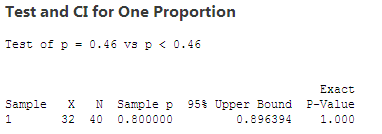 Test and CI for One Proportion
Test of p = 0.46 vs p < 0.46
Exact
Sample X N Sample p 95% Upper Bound P-Value
1 32 40 0.800000 0.896394 1.000